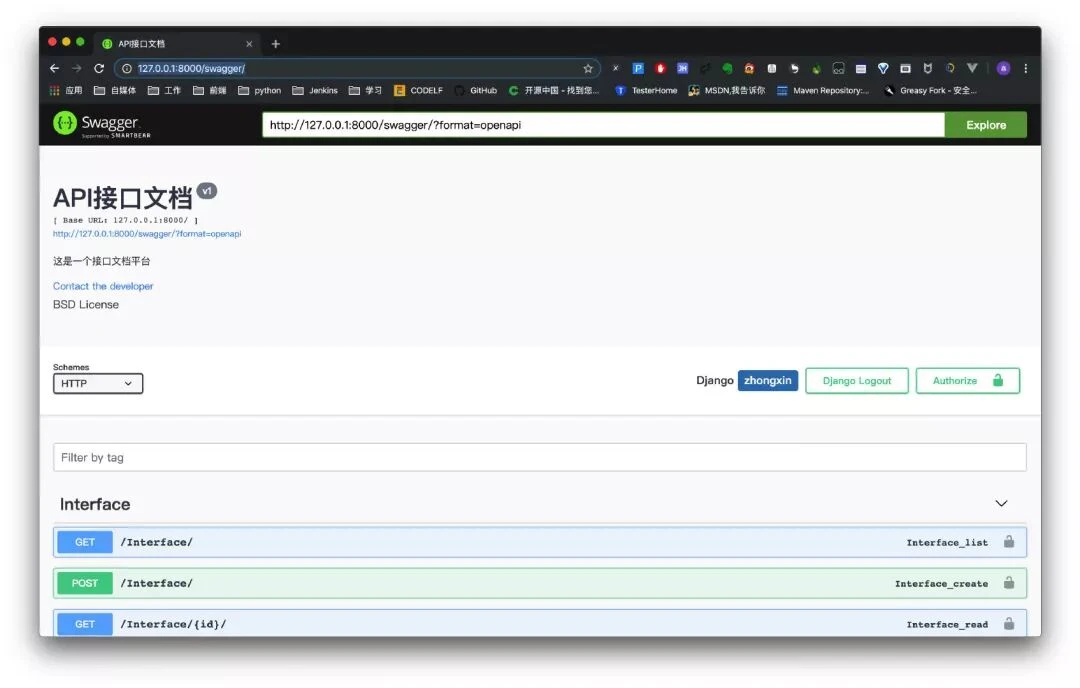 API接口文档
127.0.0.1:8000/swagger/
应用 自媒体 工作 前端 python Jenkins 学习 CODELF GitHub 开源中国 - 找到您... TesterHome MSDN,我告诉你 Maven Repository:... Greasy Fork - 安全...
Swagger
Supported by SMARTBEAR
http://127.0.0.1:8000/swagger/?format=openapi
Explore
API接口文档 v1
[ Base URL: 127.0.0.1:8000/ ]
http://127.0.0.1:8000/swagger/?format=openapi
这是一个接口文档平台
Contact the developer
BSD License
Schemes
HTTP
Django zhongxin Django Logout Authorize
Filter by tag
Interface
GET /Interface/ Interface_list
POST /Interface/ Interface_create
GET /Interface/{id}/ Interface_read